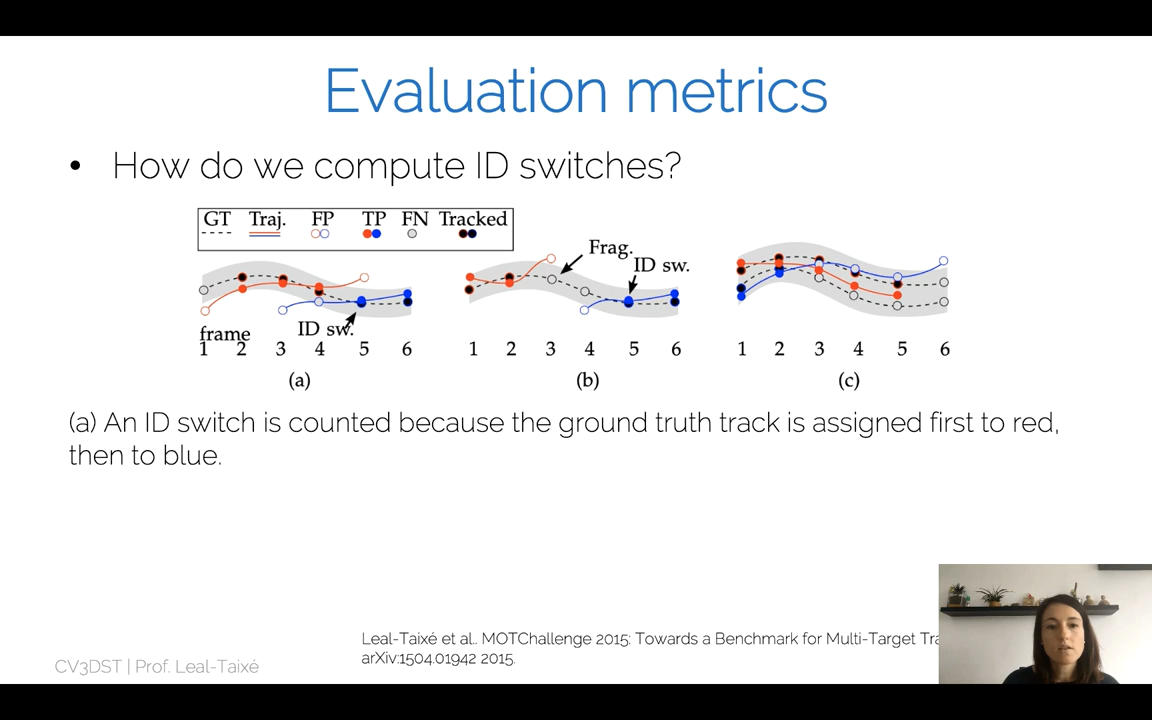 Evaluation metrics
• How do we compute ID switches?
GT Traj. FP TP FN Tracked
Frag.
ID sw.
frame
ID sw.
1 2 3 4 5 6
1 2 3 4 5 6
1 2 3 4 5 6
(a) (b) (c)
(a) An ID switch is counted because the ground truth track is assigned first to red,
then to blue.
Leal-Taixé et al.. MOTChallenge 2015: Towards a Benchmark for Multi-Target
arXiv:1504.01942 2015.
CV3DST | Prof. Leal-Taixé